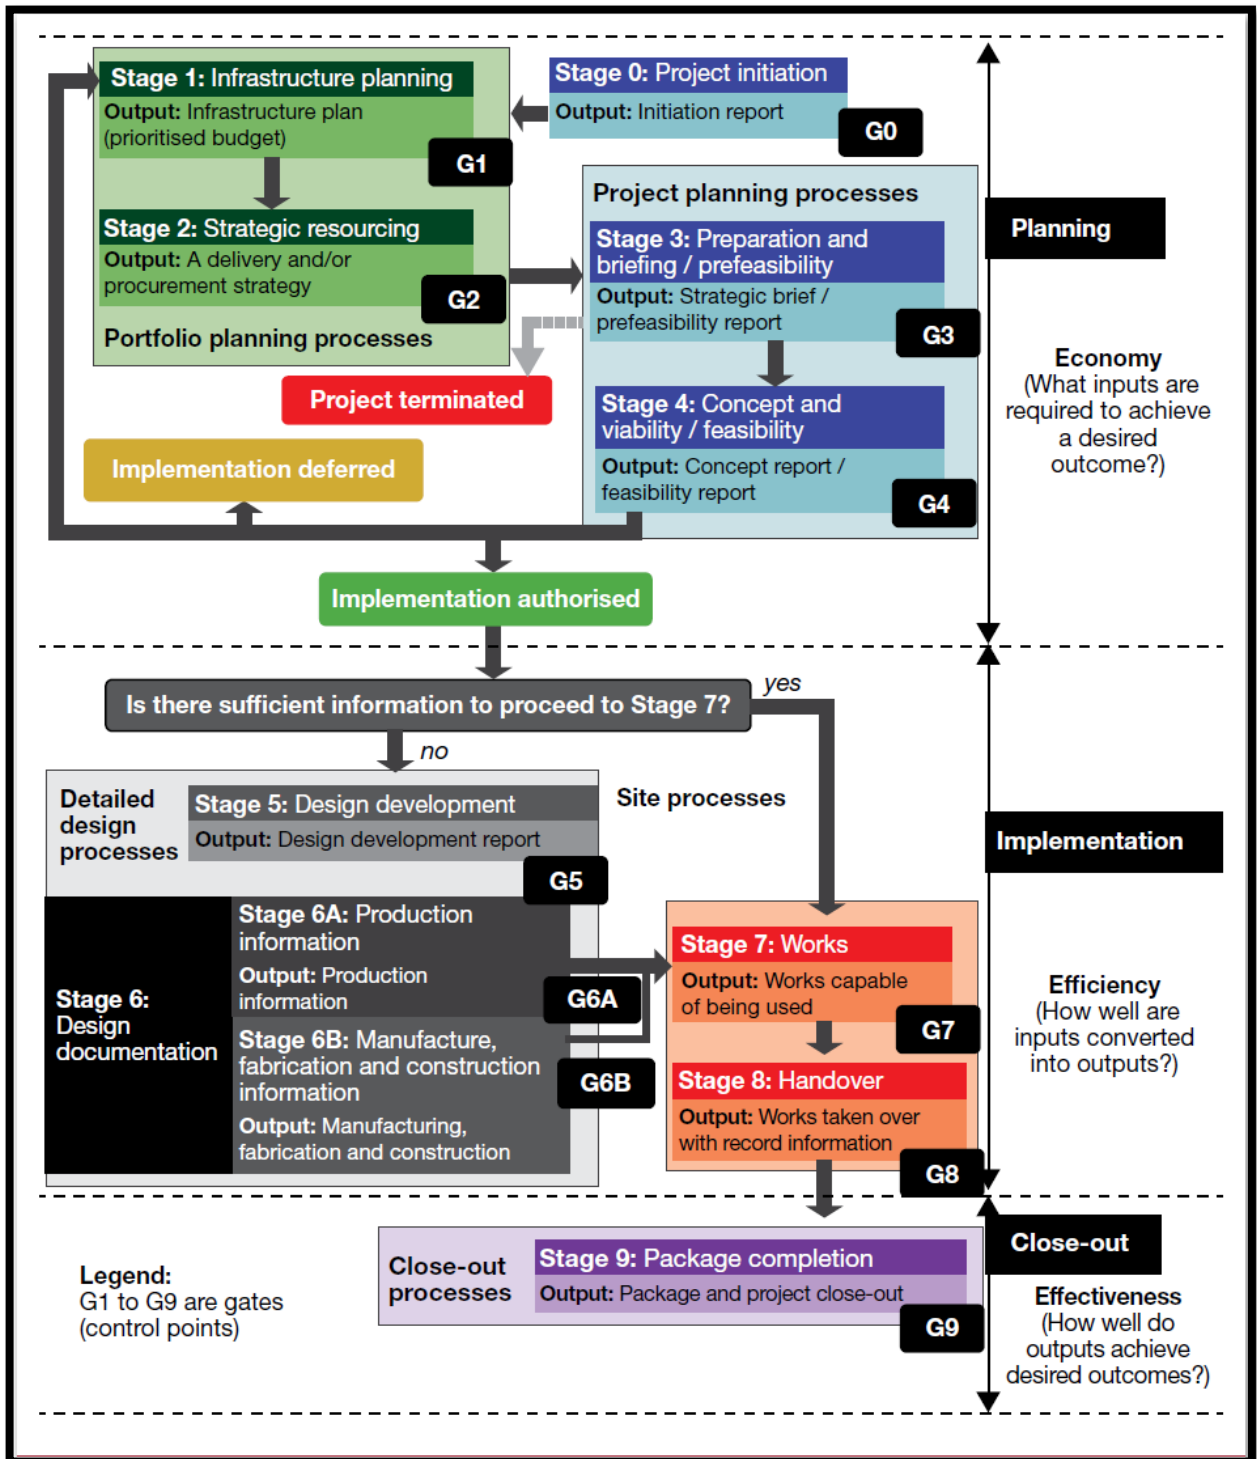 Stage 1: Infrastructure planning
Output: Infrastructure plan
(prioritised budget)
G1
Stage 0: Project initiation
Output: Initiation report
G0
Stage 2: Strategic resourcing
Output: A delivery and/or
procurement strategy
G2
Portfolio planning processes
Project planning processes
Stage 3: Preparation and
briefing / prefeasibility
Output: Strategic brief /
prefeasibility report
G3
Planning
Project terminated
Stage 4: Concept and
viability / feasibility
Output: Concept report /
feasibility report
G4
Economy
(What inputs are
required to achieve
a desired
outcome?)
Implementation deferred
Implementation authorised
Is there sufficient information to proceed to Stage 7?
yes
no
Detailed
design
processes
Stage 5: Design development
Output: Design development report
G5
Site processes
Implementation
Stage 6:
Design
documentation
Stage 6A: Production
information
Output: Production
information
G6A
Stage 6B: Manufacture,
fabrication and construction
information
Output: Manufacturing,
fabrication and construction
G6B
Stage 7: Works
Output: Works capable
of being used
G7
Stage 8: Handover
Output: Works taken over
with record information
G8
Efficiency
(How well are
inputs converted
into outputs?)
Close-out
Legend:
G1 to G9 are gates
(control points)
Close-out
processes
Stage 9: Package completion
Output: Package and project close-out
G9
Effectiveness
(How well do
outputs achieve
desired outcomes?)